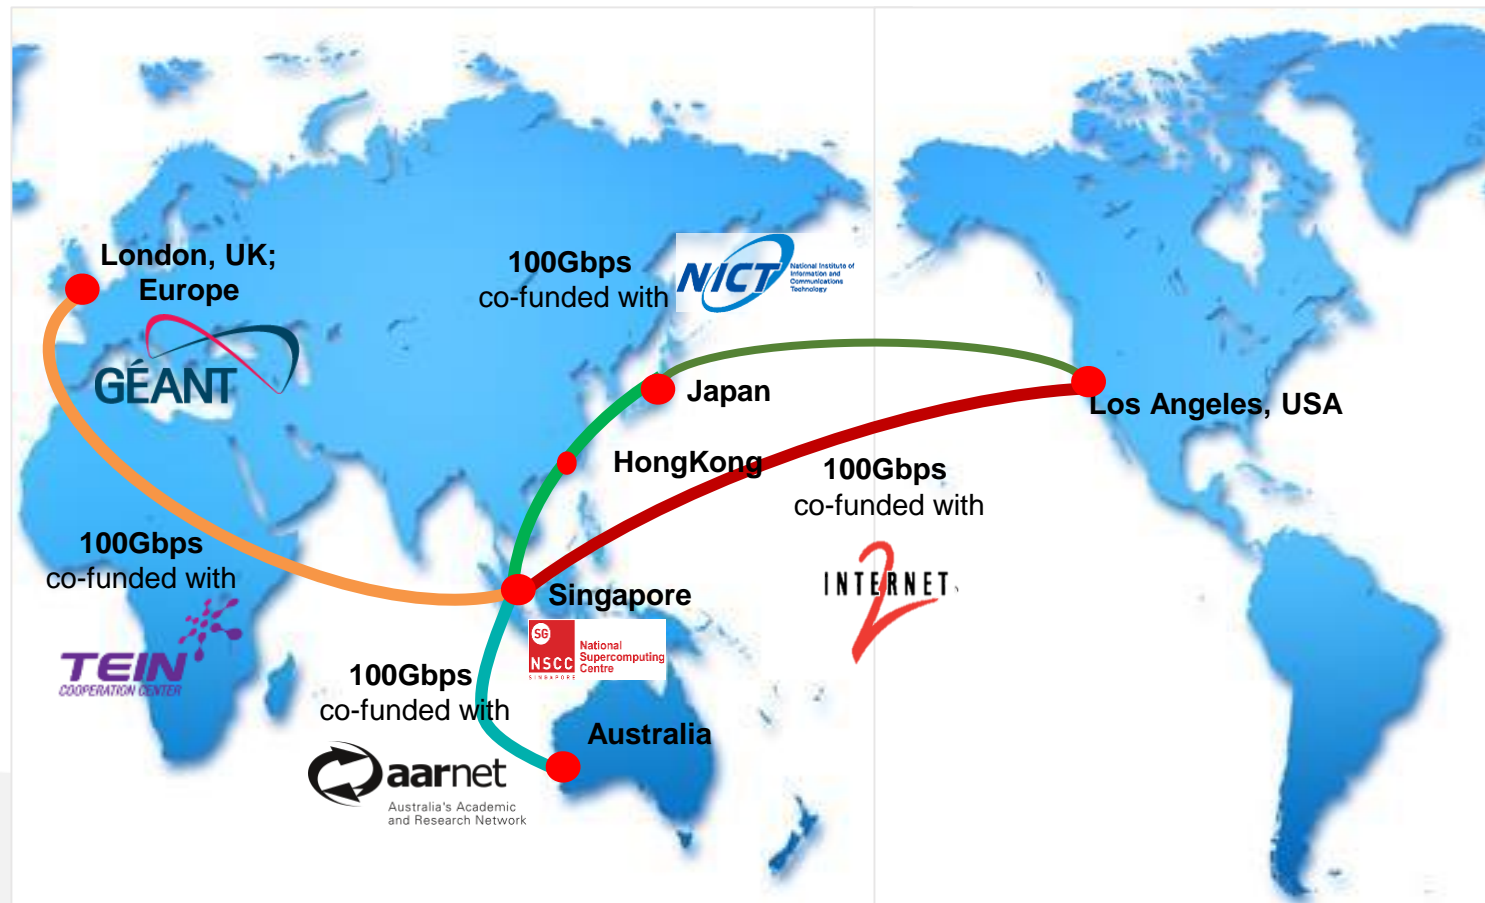 London, UK;
Europe
GÉANT
100Gbps
co-funded with
NICT
National Institute of
Information and
Communications
Technology
Japan
Los Angeles, USA
HongKong
100Gbps
co-funded with
INTERNET
2
100Gbps
co-funded with
TEIN
COOPERATION CENTER
Singapore
SG
NSCC
SINGAPORE
National
Supercomputing
Centre
100Gbps
co-funded with
aarnet
Australia's Academic
and Research Network
Australia